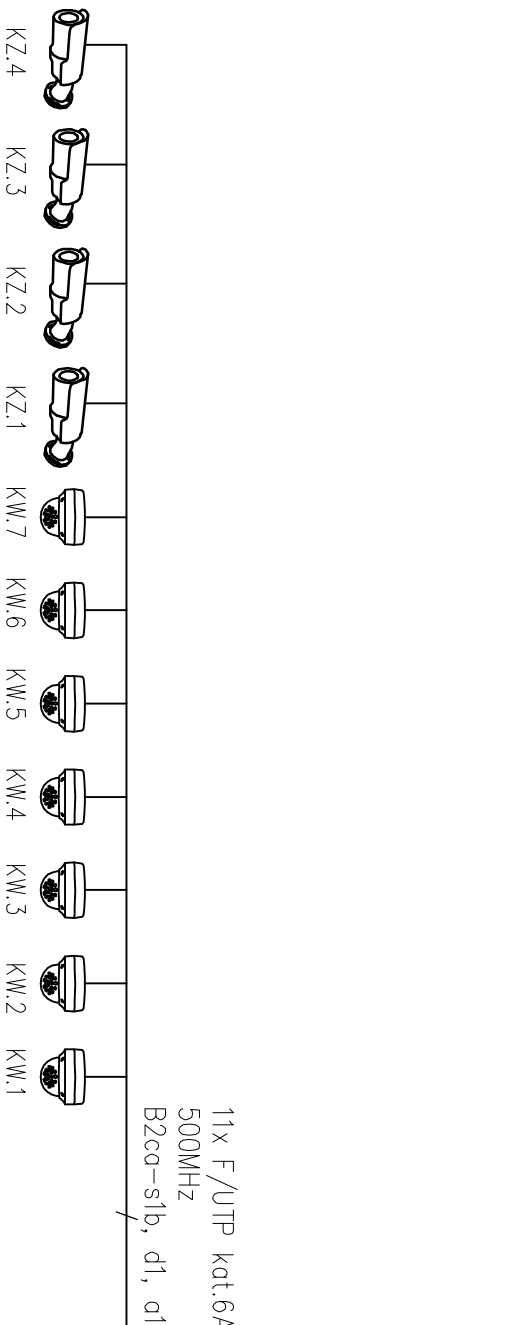 KZ.4
KZ.3
KZ.2
KZ.1
KW.7
KW.6
KW.5
KW.4
KW.3
KW.2
KW.1
11x F/UTP kat.6A
500MHz
B2ca-s1b, d1, a1